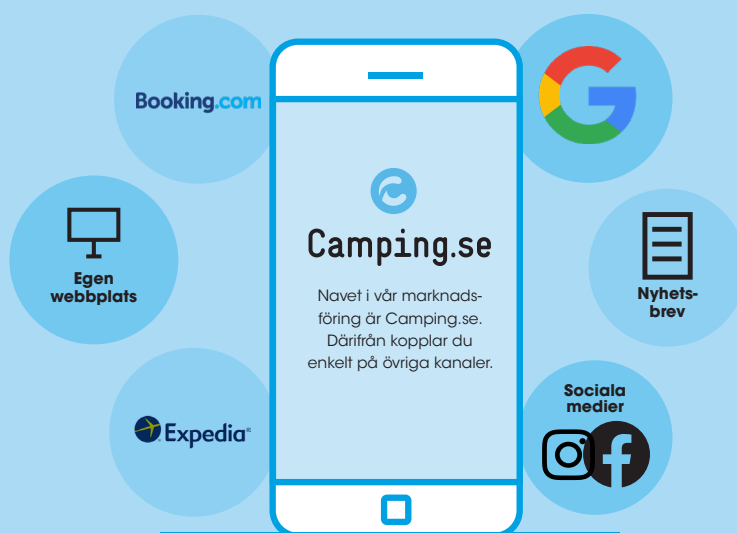 Booking.com
G
Egen
webbplats
Camping.se
Navet i vår marknads-
föring är Camping.se.
Därifrån kopplar du
enkelt på övriga kanaler.
Nyhets-
brev
Expedia®
Sociala
medier